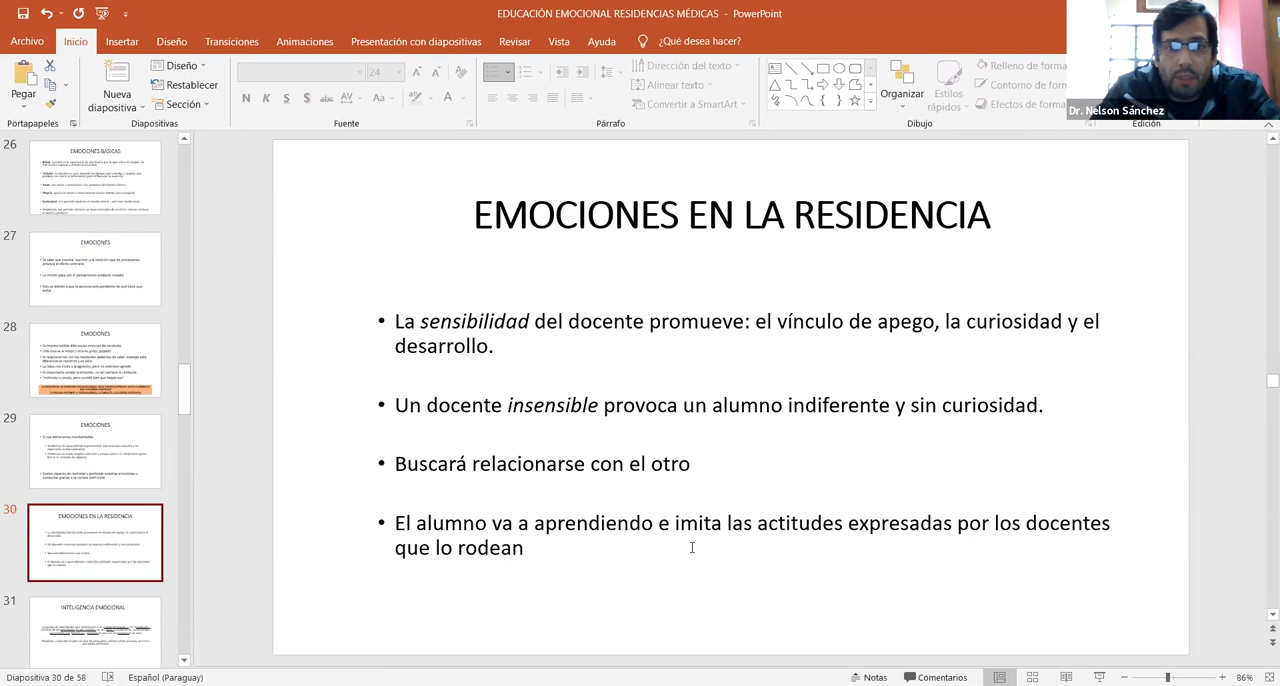 EDUCACIÓN EMOCIONAL RESIDENCIAS MÉDICAS - PowerPoint
Archivo Inicio Insertar Diseño Transiciones Animaciones Presentación con diapositivas Revisar Vista Ayuda ¿Qué desea hacer?
Pegar
Nueva diapositiva
Diseño
Restablecer
Sección
24
N K S S abc AV Aa A
Dirección del texto
Alinear texto
Convertir a SmartArt
Organizar
Estilos rápidos
Relleno de forma
Contorno de form
Efectos de forma
Dr. Nelson Sánchez
Portapapeles Diapositivas Fuente Párrafo Dibujo Edición
26
EMOCIONES BÁSICAS
27
EMOCIONES
28
EMOCIONES
29
EMOCIONES
30
EMOCIONES EN LA RESIDENCIA
31
INTELIGENCIA EMOCIONAL
EMOCIONES EN LA RESIDENCIA
• La sensibilidad del docente promueve: el vínculo de apego, la curiosidad y el
desarrollo.
• Un docente insensible provoca un alumno indiferente y sin curiosidad.
• Buscará relacionarse con el otro
• El alumno va a aprendiendo e imita las actitudes expresadas por los docentes
que lo rodean
Diapositiva 30 de 58 Español (Paraguay) Notas Comentarios 86%